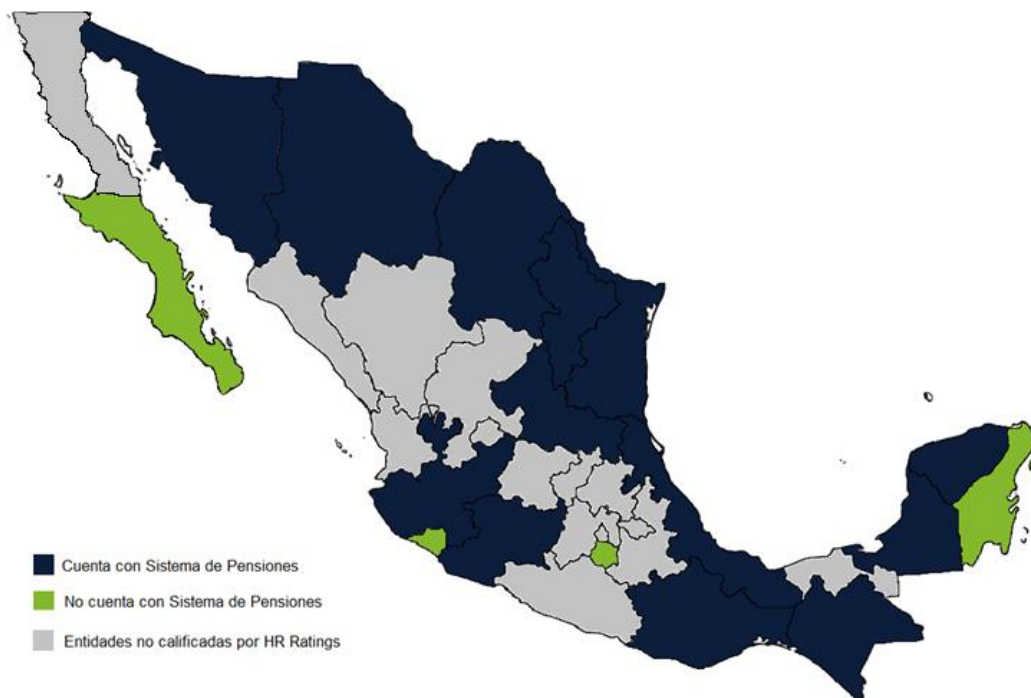 Cuenta con Sistema de Pensiones
No cuenta con Sistema de Pensiones
Entidades no calificadas por HR Ratings